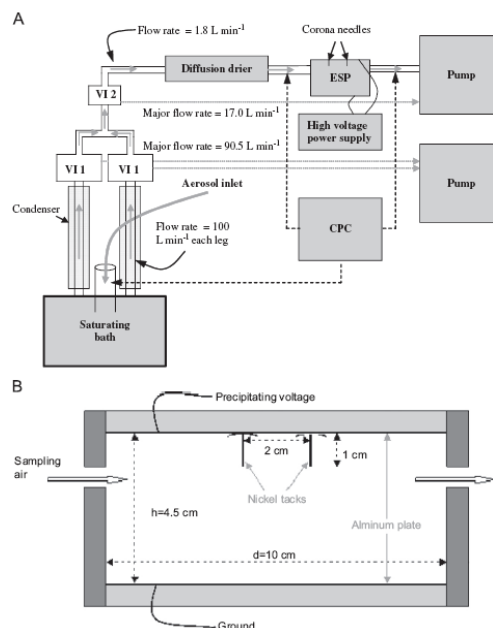 A
Flow rate = 1.8 L min⁻¹
Corona needles
Diffusion drier
ESP
Pump
VI 2
Major flow rate = 17.0 L min⁻¹
High voltage
power supply
Major flow rate = 90.5 L min⁻¹
VI 1
VI 1
Pump
Aerosol inlet
Condenser
Flow rate = 100
L min⁻¹ each leg
CPC
Saturating
bath
B
Precipitating voltage
2 cm
1 cm
Sampling
air
Nickel tacks
h=4.5 cm
Alminum plate
d=10 cm
Ground